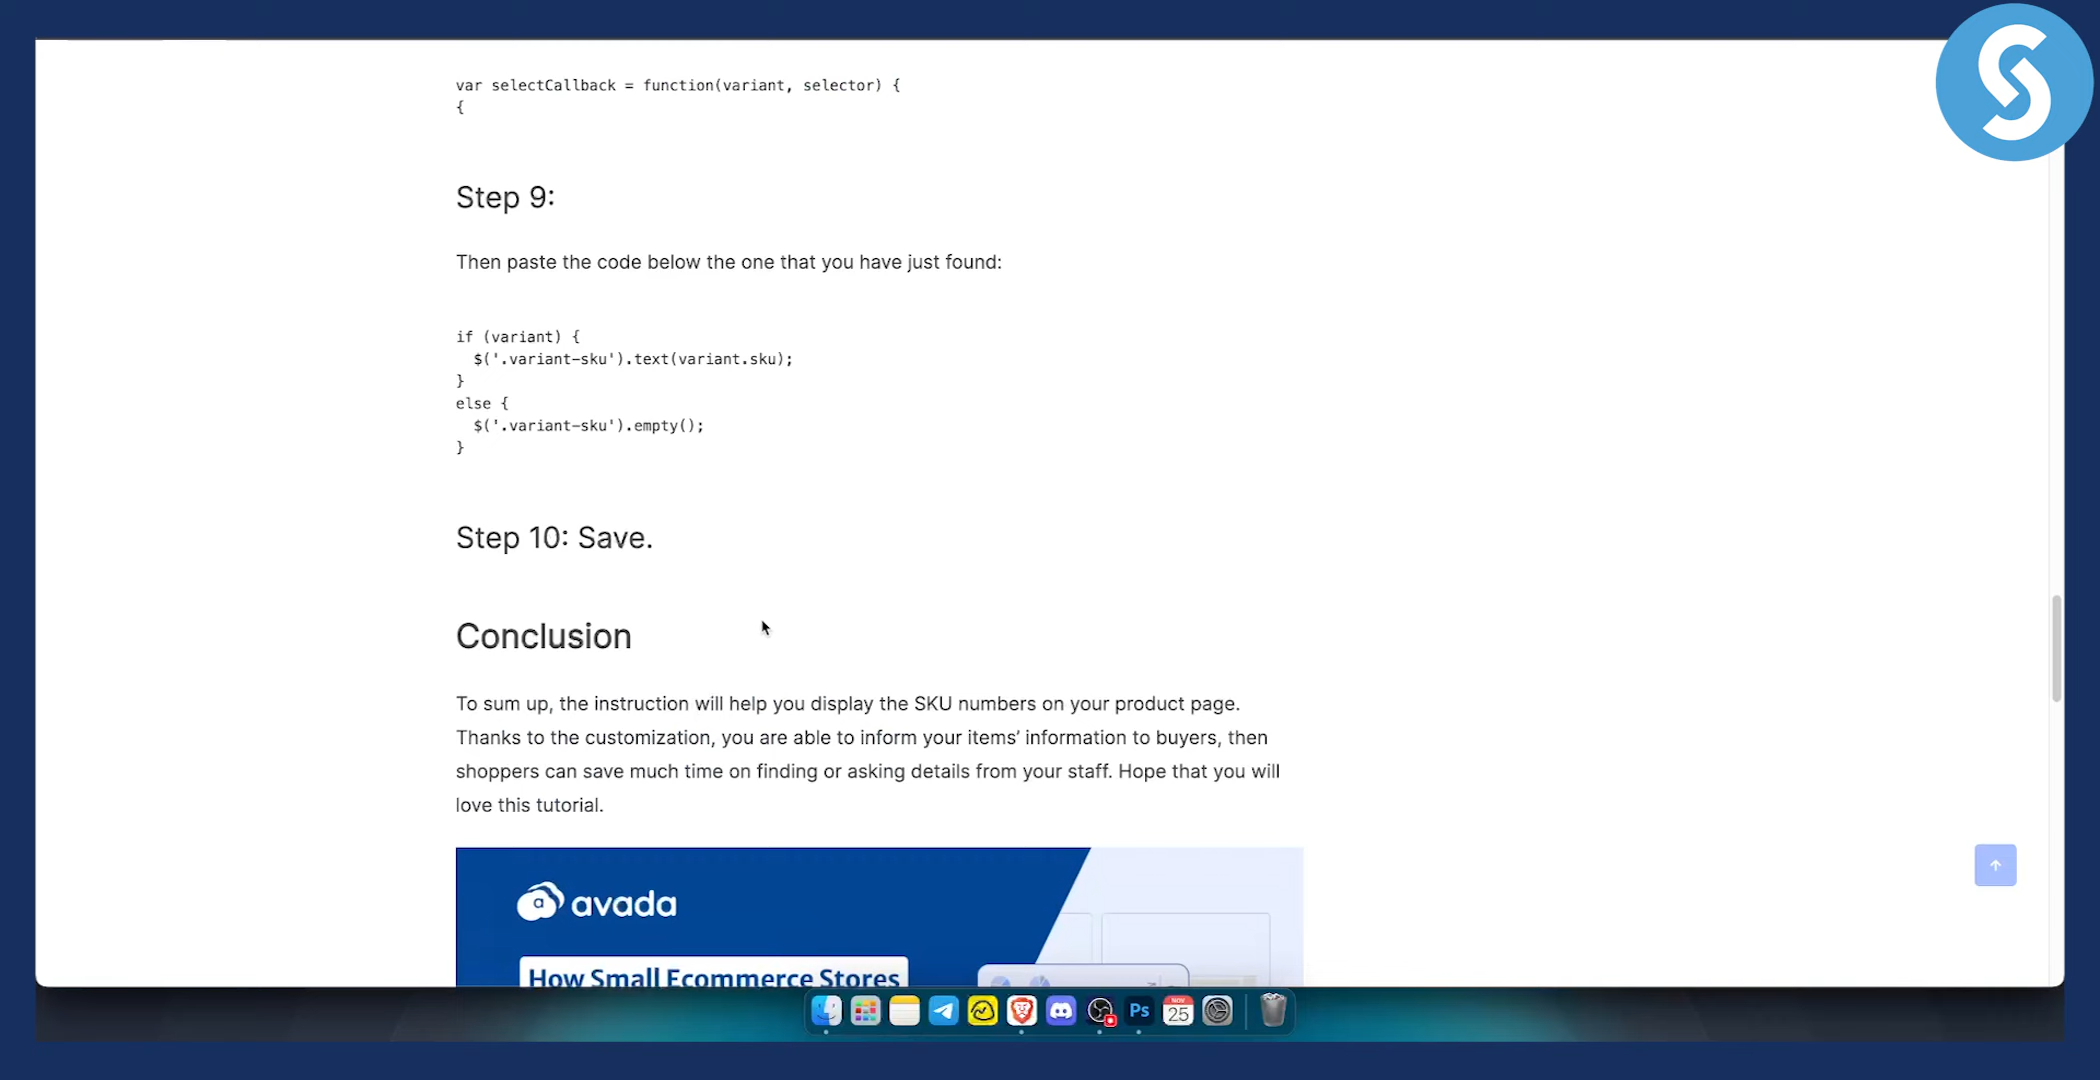 var selectCallback = function(variant, selector) {
{
Step 9:
Then paste the code below the one that you have just found:
if (variant) {
$('.variant-sku').text(variant.sku);
}
else {
$('.variant-sku').empty();
}
Step 10: Save.
Conclusion
To sum up, the instruction will help you display the SKU numbers on your product page.
Thanks to the customization, you are able to inform your items’ information to buyers, then
shoppers can save much time on finding or asking details from your staff. Hope that you will
love this tutorial.
a avada
How Small Ecommerce Stores
Ps
NOV
25